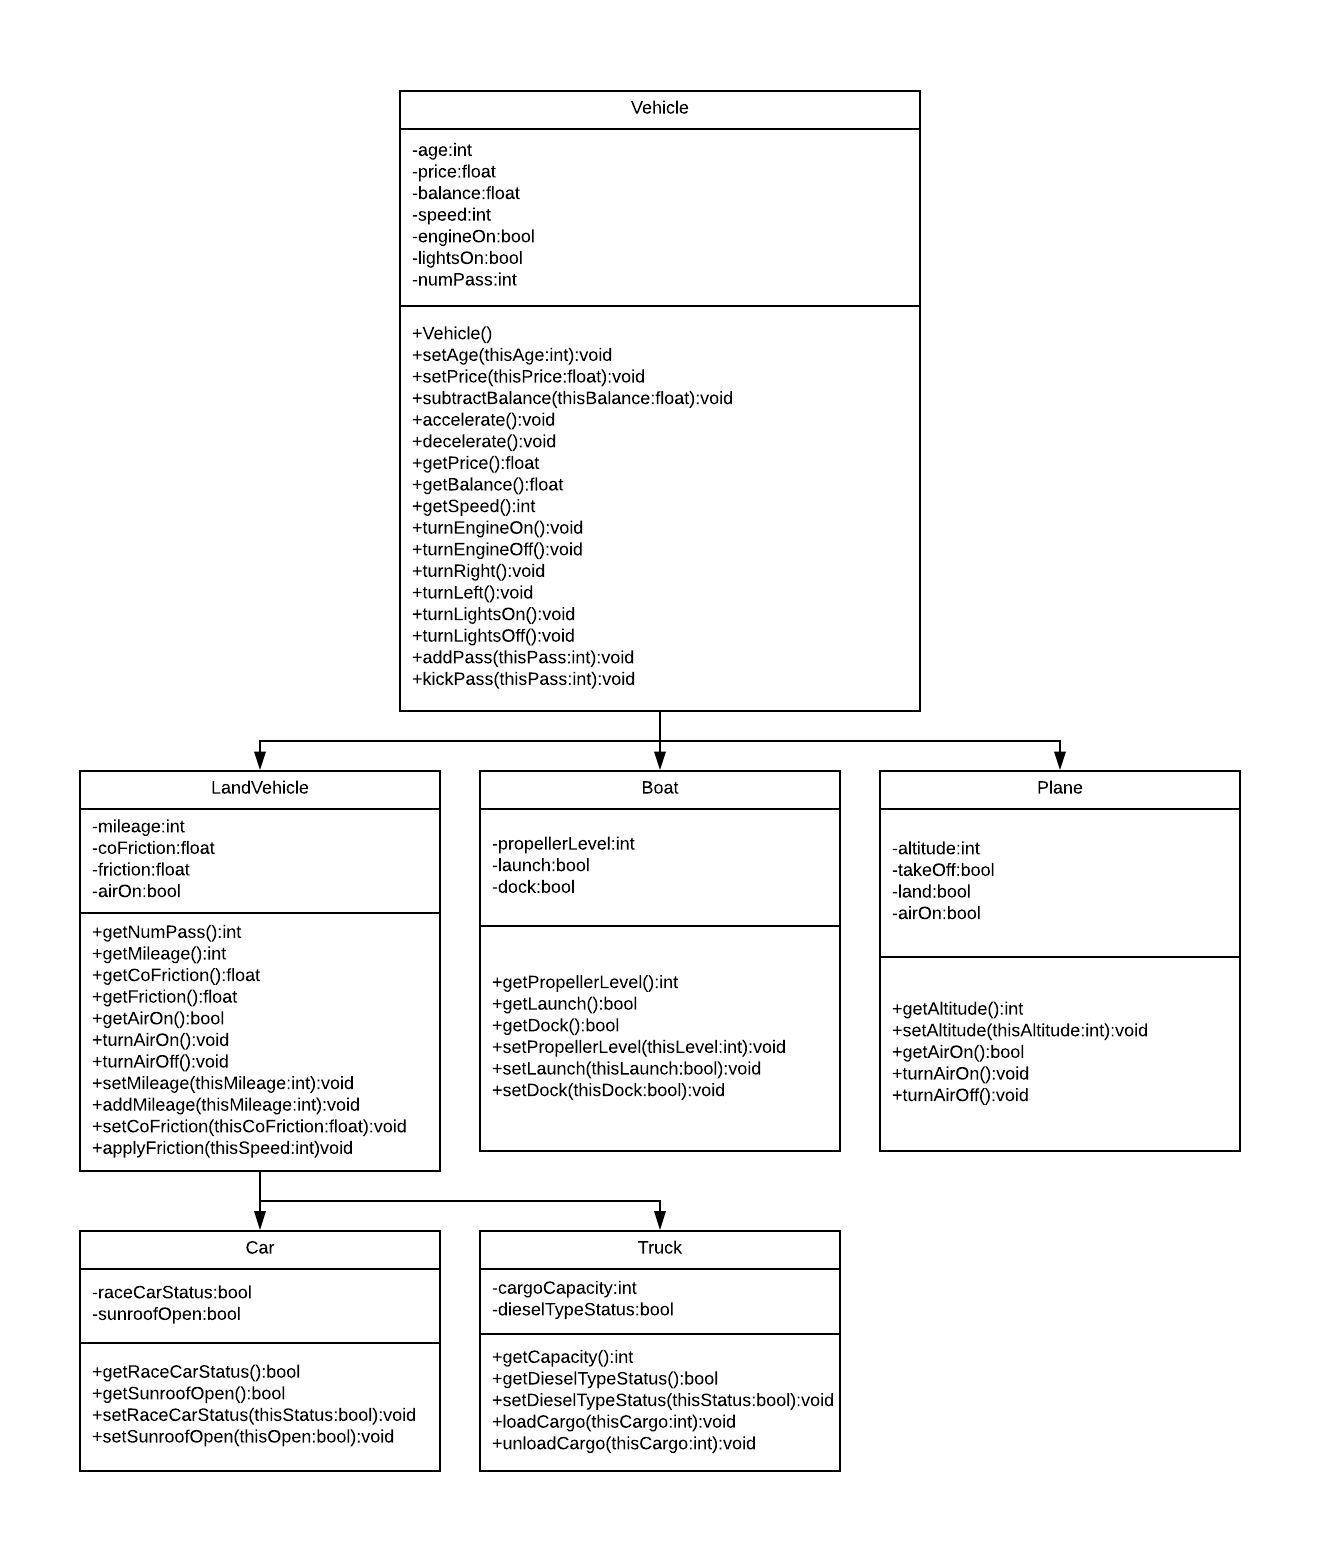 Vehicle
-age:int
-price:float
-balance:float
-speed:int
-engineOn:bool
-lightsOn:bool
-numPass:int
+Vehicle()
+setAge(thisAge:int):void
+setPrice(thisPrice:float):void
+subtractBalance(thisBalance:float):void
+accelerate():void
+decelerate():void
+getPrice():float
+getBalance():float
+getSpeed():int
+turnEngineOn():void
+turnEngineOff():void
+turnRight():void
+turnLeft():void
+turnLightsOn():void
+turnLightsOff():void
+addPass(thisPass:int):void
+kickPass(thisPass:int):void
LandVehicle
-mileage:int
-coFriction:float
-friction:float
-airOn:bool
+getNumPass():int
+getMileage():int
+getCoFriction():float
+getFriction():float
+getAirOn():bool
+turnAirOn():void
+turnAirOff():void
+setMileage(thisMileage:int):void
+addMileage(thisMileage:int):void
+setCoFriction(thisCoFriction:float):void
+applyFriction(thisSpeed:int)void
Boat
-propellerLevel:int
-launch:bool
-dock:bool
+getPropellerLevel():int
+getLaunch():bool
+getDock():bool
+setPropellerLevel(thisLevel:int):void
+setLaunch(thisLaunch:bool):void
+setDock(thisDock:bool):void
Plane
-altitude:int
-takeOff:bool
-land:bool
-airOn:bool
+getAltitude():int
+setAltitude(thisAltitude:int):void
+getAirOn():bool
+turnAirOn():void
+turnAirOff():void
Car
-raceCarStatus:bool
-sunroofOpen:bool
+getRaceCarStatus():bool
+getSunroofOpen():bool
+setRaceCarStatus(thisStatus:bool):void
+setSunroofOpen(thisOpen:bool):void
Truck
-cargoCapacity:int
-dieselTypeStatus:bool
+getCapacity():int
+getDieselTypeStatus():bool
+setDieselTypeStatus(thisStatus:bool):void
+loadCargo(thisCargo:int):void
+unloadCargo(thisCargo:int):void